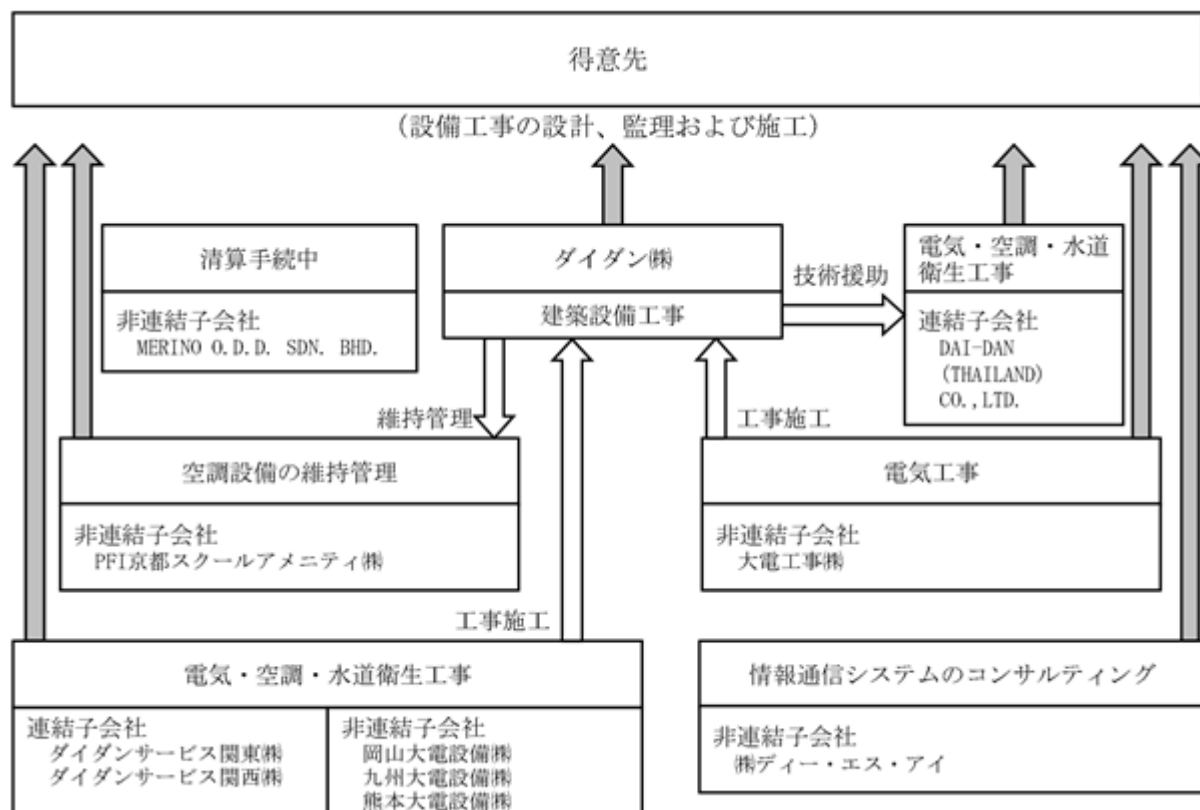 得意先
(設備工事の設計、監理および施工)
清算手続中
非連結子会社
MERINO O.D.D. SDN. BHD.
ダイダン㈱
建築設備工事
技術援助
電気・空調・水道
衛生工事
連結子会社
DAI-DAN
(THAILAND)
CO.,LTD.
維持管理
工事施工
空調設備の維持管理
非連結子会社
PFI京都スクールアメニティ㈱
電気工事
非連結子会社
大電工事㈱
工事施工
電気・空調・水道衛生工事
連結子会社
ダイダンサービス関東㈱
ダイダンサービス関西㈱
非連結子会社
岡山大電設備㈱
九州大電設備㈱
熊本大電設備㈱
情報通信システムのコンサルティング
非連結子会社
㈱ディー・エス・アイ